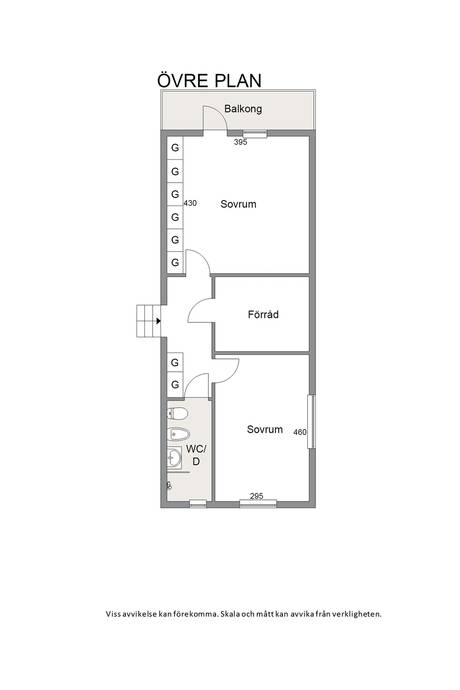 ÖVRE PLAN
Balkong
395
G
G
G
430
Sovrum
G
G
G
Förråd
G
G
Sovrum
460
WC/
D
295
Viss avvikelse kan förekomma. Skala och mått kan avvika från verkligheten.